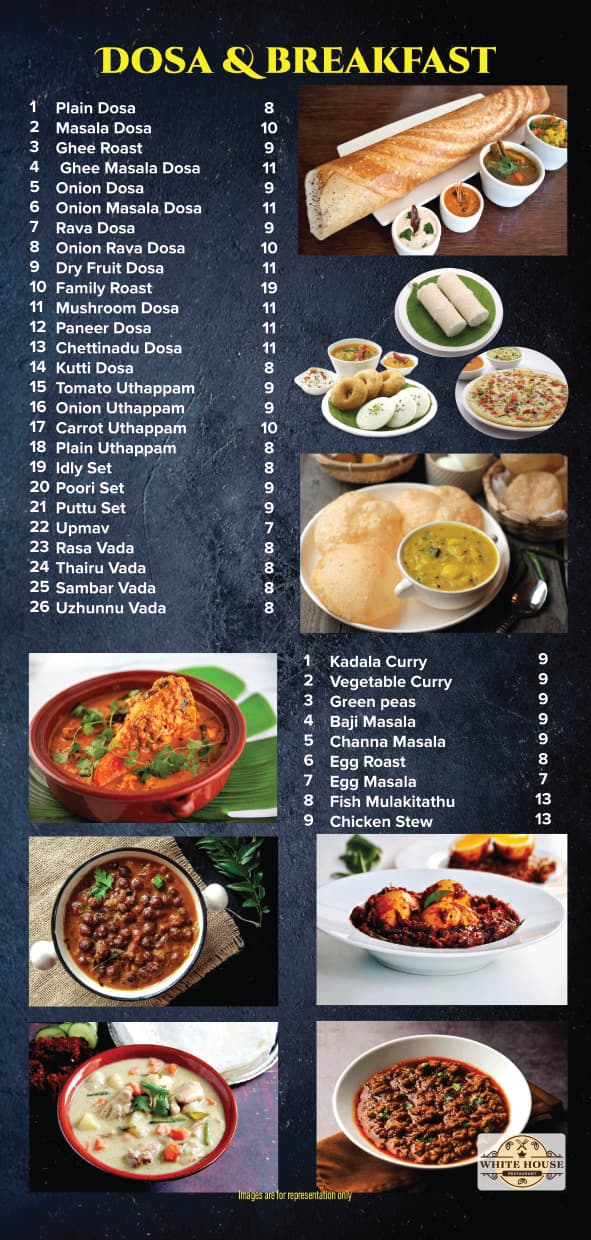 DOSA & BREAKFAST
1 Plain Dosa 8
2 Masala Dosa 10
3 Ghee Roast 9
4 Ghee Masala Dosa 11
5 Onion Dosa 9
6 Onion Masala Dosa 11
7 Rava Dosa 9
8 Onion Rava Dosa 10
9 Dry Fruit Dosa 11
10 Family Roast 19
11 Mushroom Dosa 11
12 Paneer Dosa 11
13 Chettinadu Dosa 11
14 Kutti Dosa 8
15 Tomato Uthappam 9
16 Onion Uthappam 9
17 Carrot Uthappam 10
18 Plain Uthappam 8
19 Idly Set 8
20 Poori Set 9
21 Puttu Set 9
22 Upmav 7
23 Rasa Vada 8
24 Thairu Vada 8
25 Sambar Vada 8
26 Uzhunnu Vada 8
1 Kadala Curry 9
2 Vegetable Curry 9
3 Green peas 9
4 Baji Masala 9
5 Channa Masala 9
6 Egg Roast 8
7 Egg Masala 7
8 Fish Mulakitathu 13
9 Chicken Stew 13
WHITE HOUSE
RESTAURANT
Images are for representation only